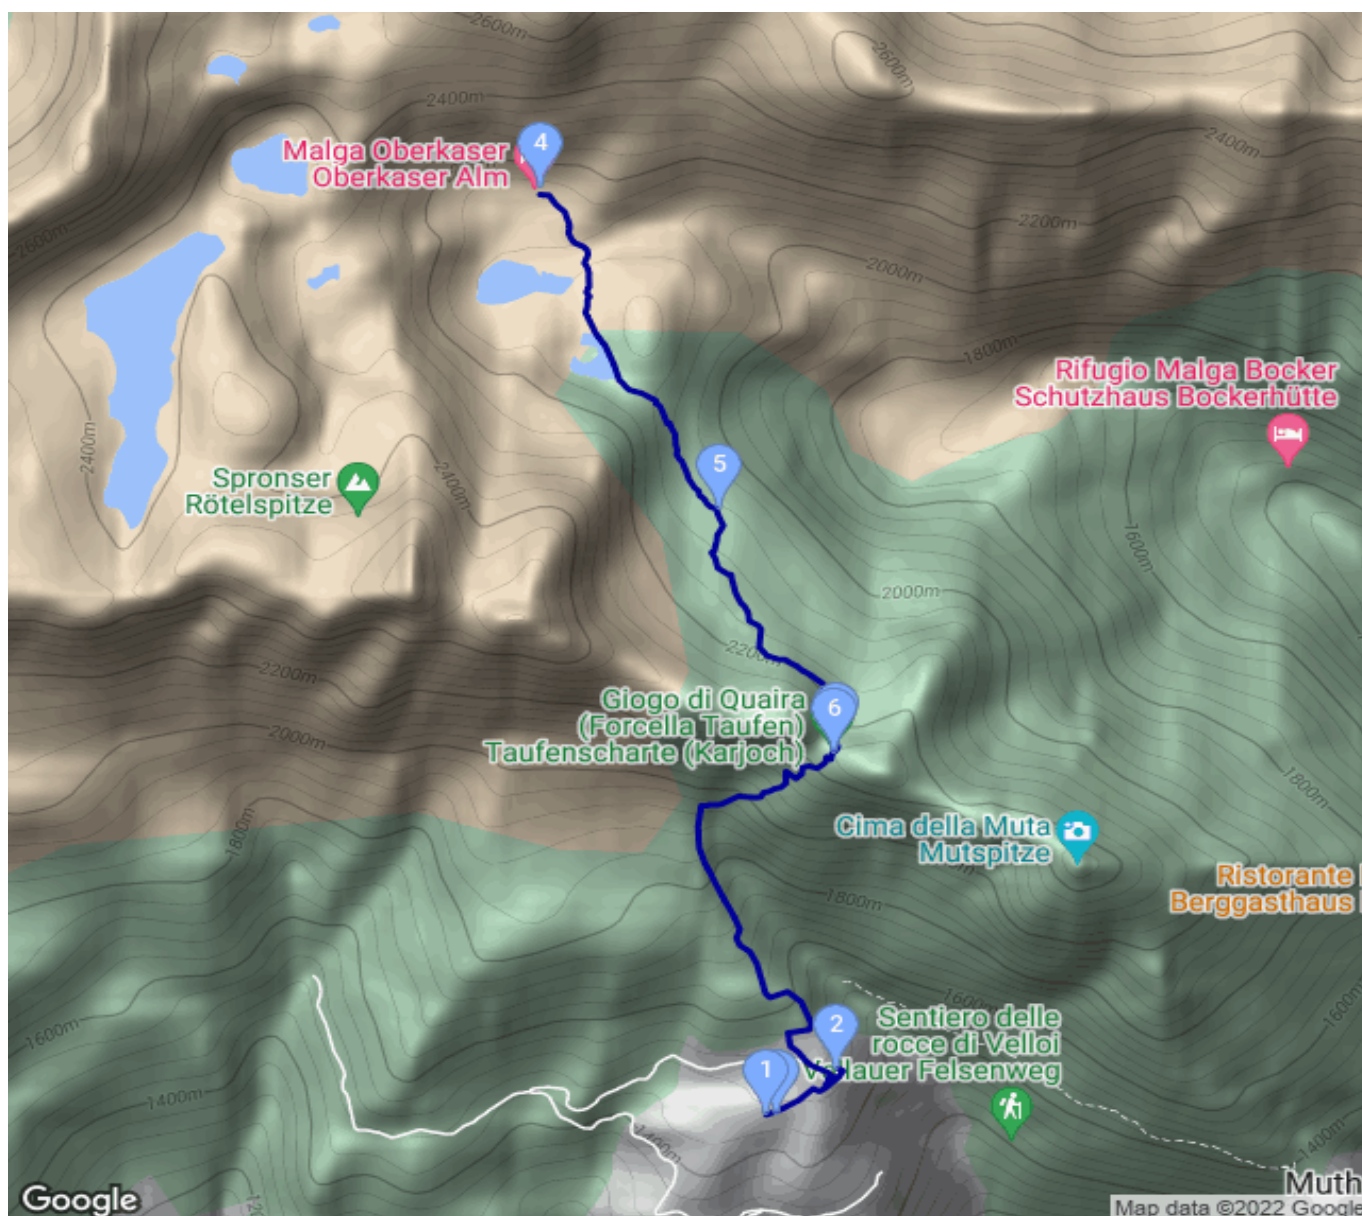 2600m
2600m
2400m
2400m
4
Malga Oberkaser
Oberkaser Alm
2200m
2600m
2000m
1800m
Rifugio Malga Bocker
Schutzhaus Bockerhütte
2400m
5
Spronser
Rötelspitze
2400m
1600m
2000m
2200m
2200m
Giogo di Quaira
(Forcella Taufen)
Taufenscharte (Karjoch)
6
2000m
1800m
1800m
Cima della Muta
Mutspitze
Ristorante
Berggasthaus
1800m
1600m
1600m
1600m
Sentiero delle
rocce di Velloi
Vellauer Felsenweg
2
1
1400m
1400m
1400m
Muth
Google
Map data ©2022 Google